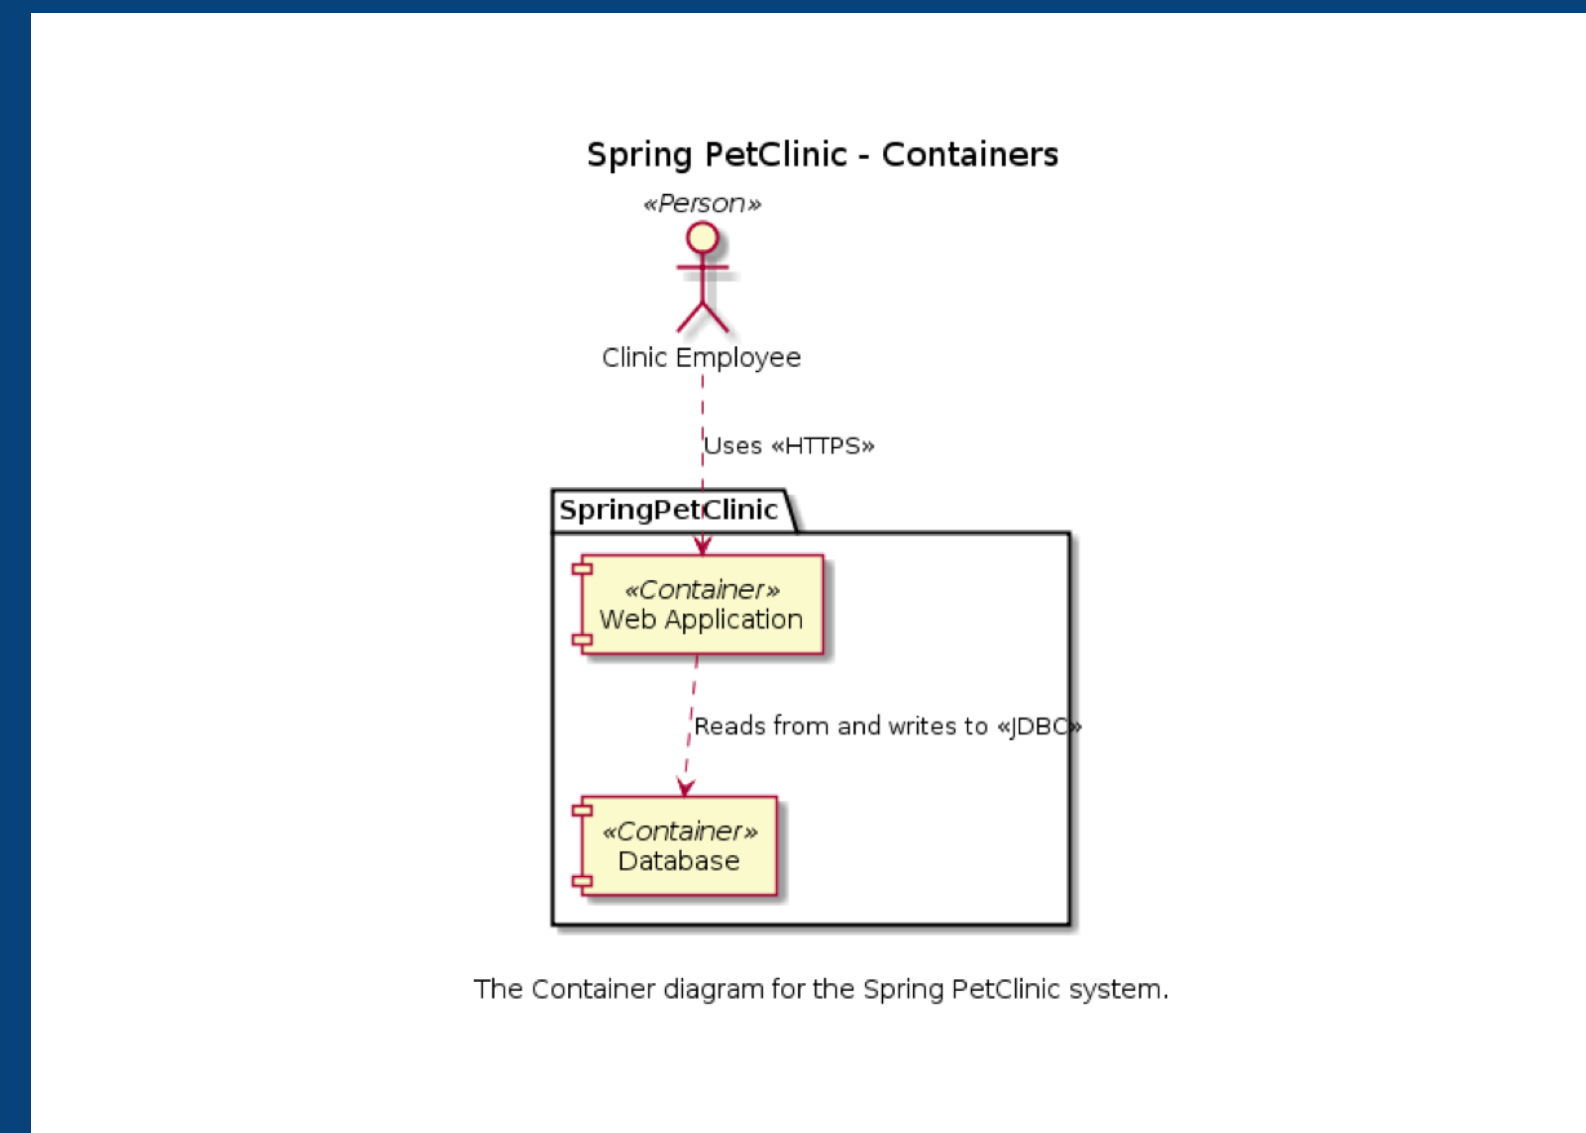 Spring PetClinic - Containers
«Person»
Clinic Employee
Uses «HTTPS»
SpringPetClinic
«Container»
Web Application
Reads from and writes to «JDBC»
«Container»
Database
The Container diagram for the Spring PetClinic system.